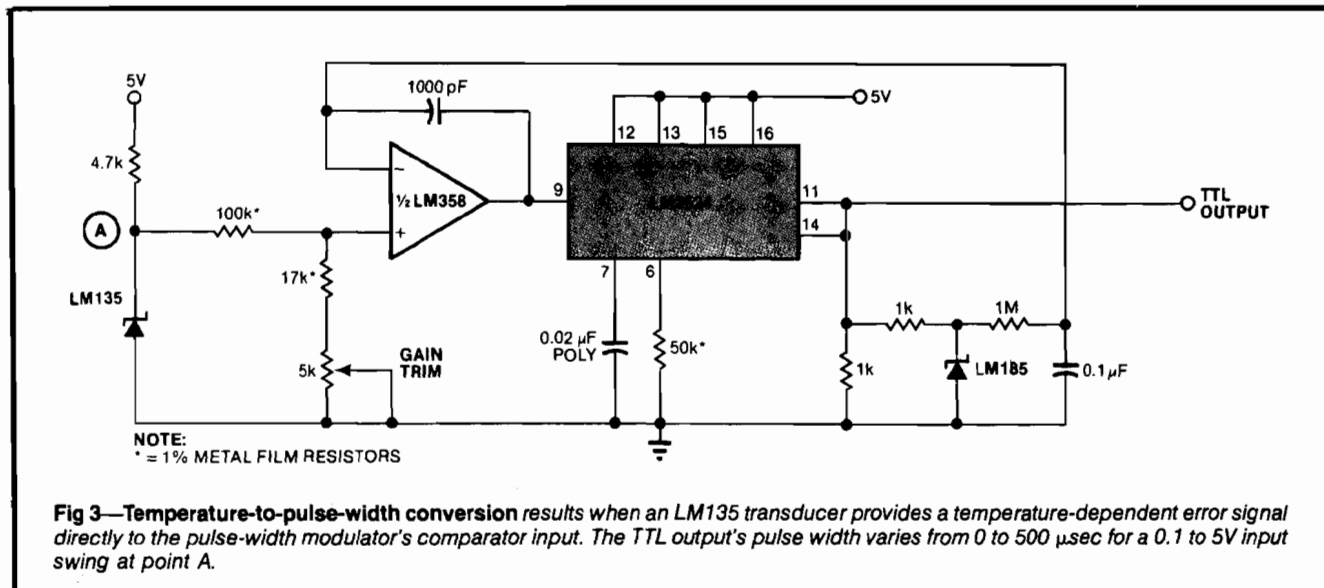 5V
4.7k
A
LM135
100k*
17k*
5k
GAIN
TRIM
1000 pF
−
½ LM358
+
9
12
13
15
16
5V
11
14
7
6
0.02 µF
POLY
50k*
1k
1k
LM185
1M
0.1 µF
TTL
OUTPUT
NOTE:
* = 1% METAL FILM RESISTORS
Fig 3—Temperature-to-pulse-width conversion results when an LM135 transducer provides a temperature-dependent error signal
directly to the pulse-width modulator's comparator input. The TTL output's pulse width varies from 0 to 500 µsec for a 0.1 to 5V input
swing at point A.